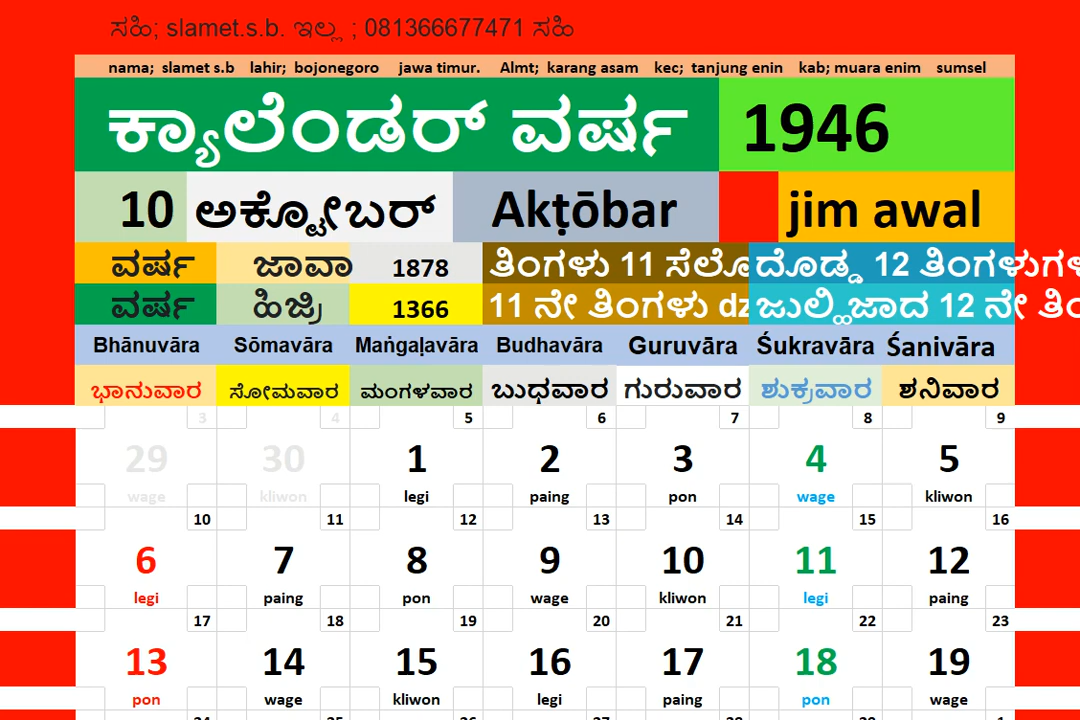 ಸಹಿ; slamet.s.b. ಇಲ್ಲ ; 081366677471 ಸಹಿ
nama; slamet s.b lahir; bojonegoro jawa timur. Almt; karang asam kec; tanjung enin kab; muara enim sumsel
ಕ್ಯಾಲೆಂಡರ್ ವರ್ಷ 1946
10 ಅಕ್ಟೋಬರ್ Akṭōbar jim awal
ವರ್ಷ ಜಾವಾ 1878 ತಿಂಗಳು 11 ಸೆಲೊ ದೊಡ್ಡ 12 ತಿಂಗಳುಗಳ
ವರ್ಷ ಹಿಜ್ರಿ 1366 11 ನೇ ತಿಂಗಳು dz ಜುಲ್ಹಿಜಾದ 12 ನೇ ತಿಂ
Bhānuvāra Sōmavāra Maṅgaḷavāra Budhavāra Guruvāra Śukravāra Śanivāra
ಭಾನುವಾರ ಸೋಮವಾರ ಮಂಗಳವಾರ ಬುಧವಾರ ಗುರುವಾರ ಶುಕ್ರವಾರ ಶನಿವಾರ
3 4 5 6 7 8 9
29 30 1 2 3 4 5
wage kliwon legi paing pon wage kliwon
10 11 12 13 14 15 16
6 7 8 9 10 11 12
legi paing pon wage kliwon legi paing
17 18 19 20 21 22 23
13 14 15 16 17 18 19
pon wage kliwon legi paing pon wage